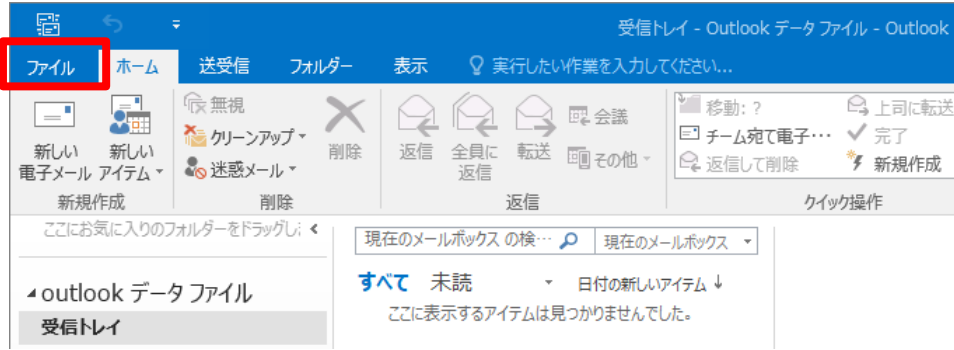 受信トレイ - Outlook データ ファイル - Outlook
ファイル ホーム 送受信 フォルダー 表示 実行したい作業を入力してください...
新しい電子メール
新しいアイテム
新規作成
無視
クリーンアップ
迷惑メール
削除
削除
返信
全員に返信
転送
会議
その他
返信
移動: ?
チーム宛て電子…
返信して削除
上司に転送
完了
新規作成
クイック操作
ここにお気に入りのフォルダーをドラッグし
outlook データ ファイル
受信トレイ
現在のメールボックス の検… 現在のメールボックス
すべて 未読 日付の新しいアイテム ↓
ここに表示するアイテムは見つかりませんでした。